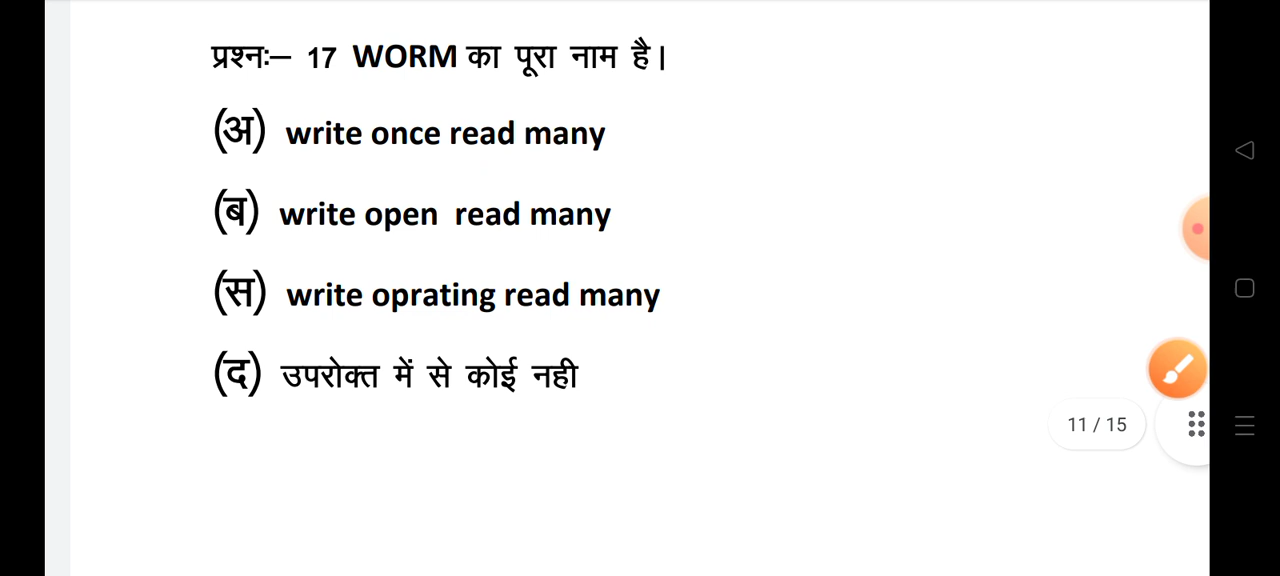 प्रश्नः– 17 WORM का पूरा नाम है।
(अ) write once read many
(ब) write open read many
(स) write oprating read many
(द) उपरोक्त में से कोई नही
11 / 15